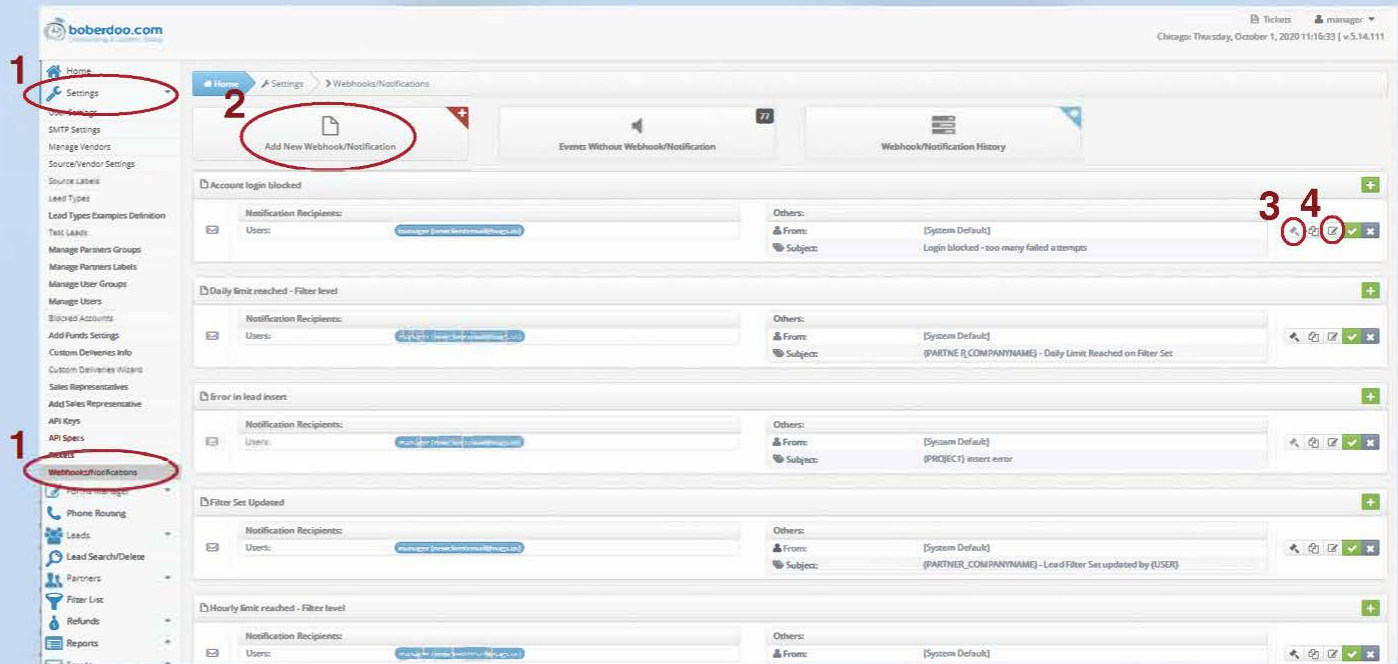 boberdoo.com
Tickets manager
Chicago: Thursday, October 1, 2020 11:16:33 | v:5.14.111
1
Home
Settings
User Settings
SMTP Settings
Manage Vendors
Source/Vendor Settings
Source Labels
Lead Types
Lead Types Examples Definition
Test Leads
Manage Partners Groups
Manage Partners Labels
Manage User Groups
Manage Users
Blocked Accounts
Add Funds Settings
Custom Deliveries Info
Custom Deliveries Wizard
Sales Representatives
Add Sales Representative
API Keys
API Specs
1
Tickets
Webhooks/Notifications
Forms Manager
Phone Routing
Leads
Lead Search/Delete
Partners
Filter List
Refunds
Reports
Home Settings Webhooks/Notifications
2
Add New Webhook/Notification
77
Events Without Webhook/Notification
Webhook/Notification History
Account login blocked
Notification Recipients: Others:
Users: From: [System Default]
Subject: Login blocked - too many failed attempts
3 4
Daily limit reached - Filter level
Notification Recipients: Others:
Users: From: [System Default]
Subject: {PARTNER_COMPANYNAME} - Daily Limit Reached on Filter Set
Error in lead insert
Notification Recipients: Others:
Users: From: [System Default]
Subject: {PROJECT} insert error
Filter Set Updated
Notification Recipients: Others:
Users: From: [System Default]
Subject: {PARTNER_COMPANYNAME} - Lead Filter Set updated by {USER}
Hourly limit reached - Filter level
Notification Recipients: Others:
Users: From: [System Default]